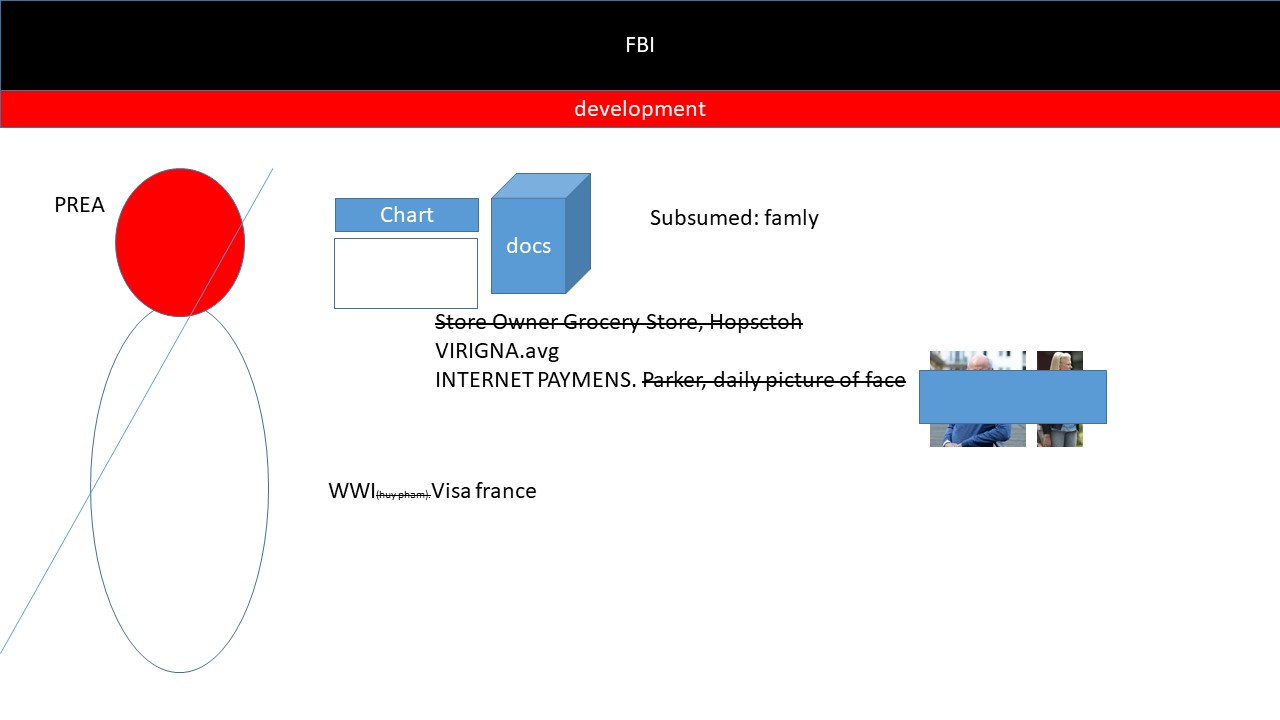 FBI
development
PREA
Chart
docs
Subsumed: famly
Store Owner Grocery Store, Hopsctoh
VIRIGNA.avg
INTERNET PAYMENS. Parker, daily picture of face
WWI(huy pham).Visa france